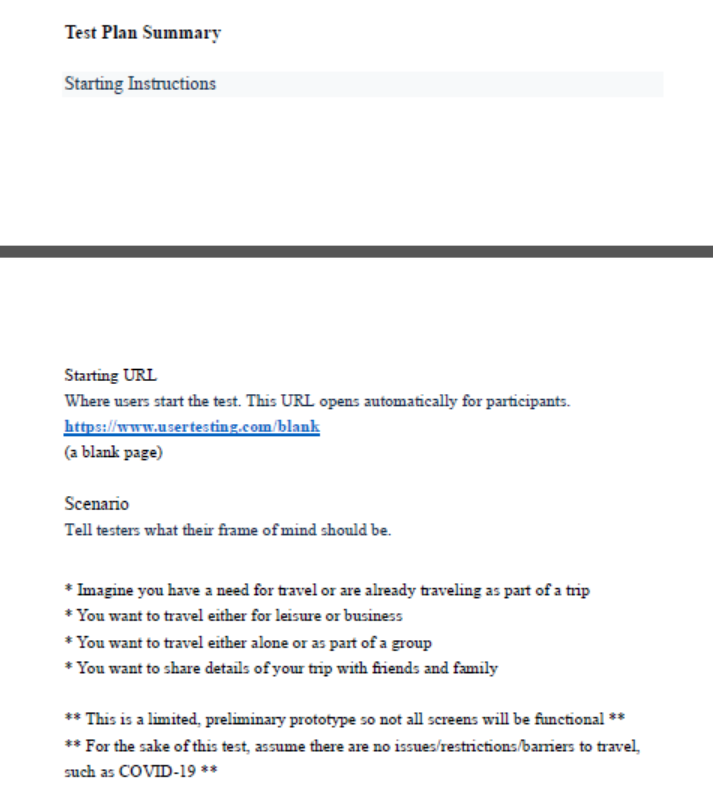 Test Plan Summary
Starting Instructions
Starting URL
Where users start the test. This URL opens automatically for participants.
https://www.usertesting.com/blank
(a blank page)
Scenario
Tell testers what their frame of mind should be.
* Imagine you have a need for travel or are already traveling as part of a trip
* You want to travel either for leisure or business
* You want to travel either alone or as part of a group
* You want to share details of your trip with friends and family
** This is a limited, preliminary prototype so not all screens will be functional **
** For the sake of this test, assume there are no issues/restrictions/barriers to travel,
such as COVID-19 **